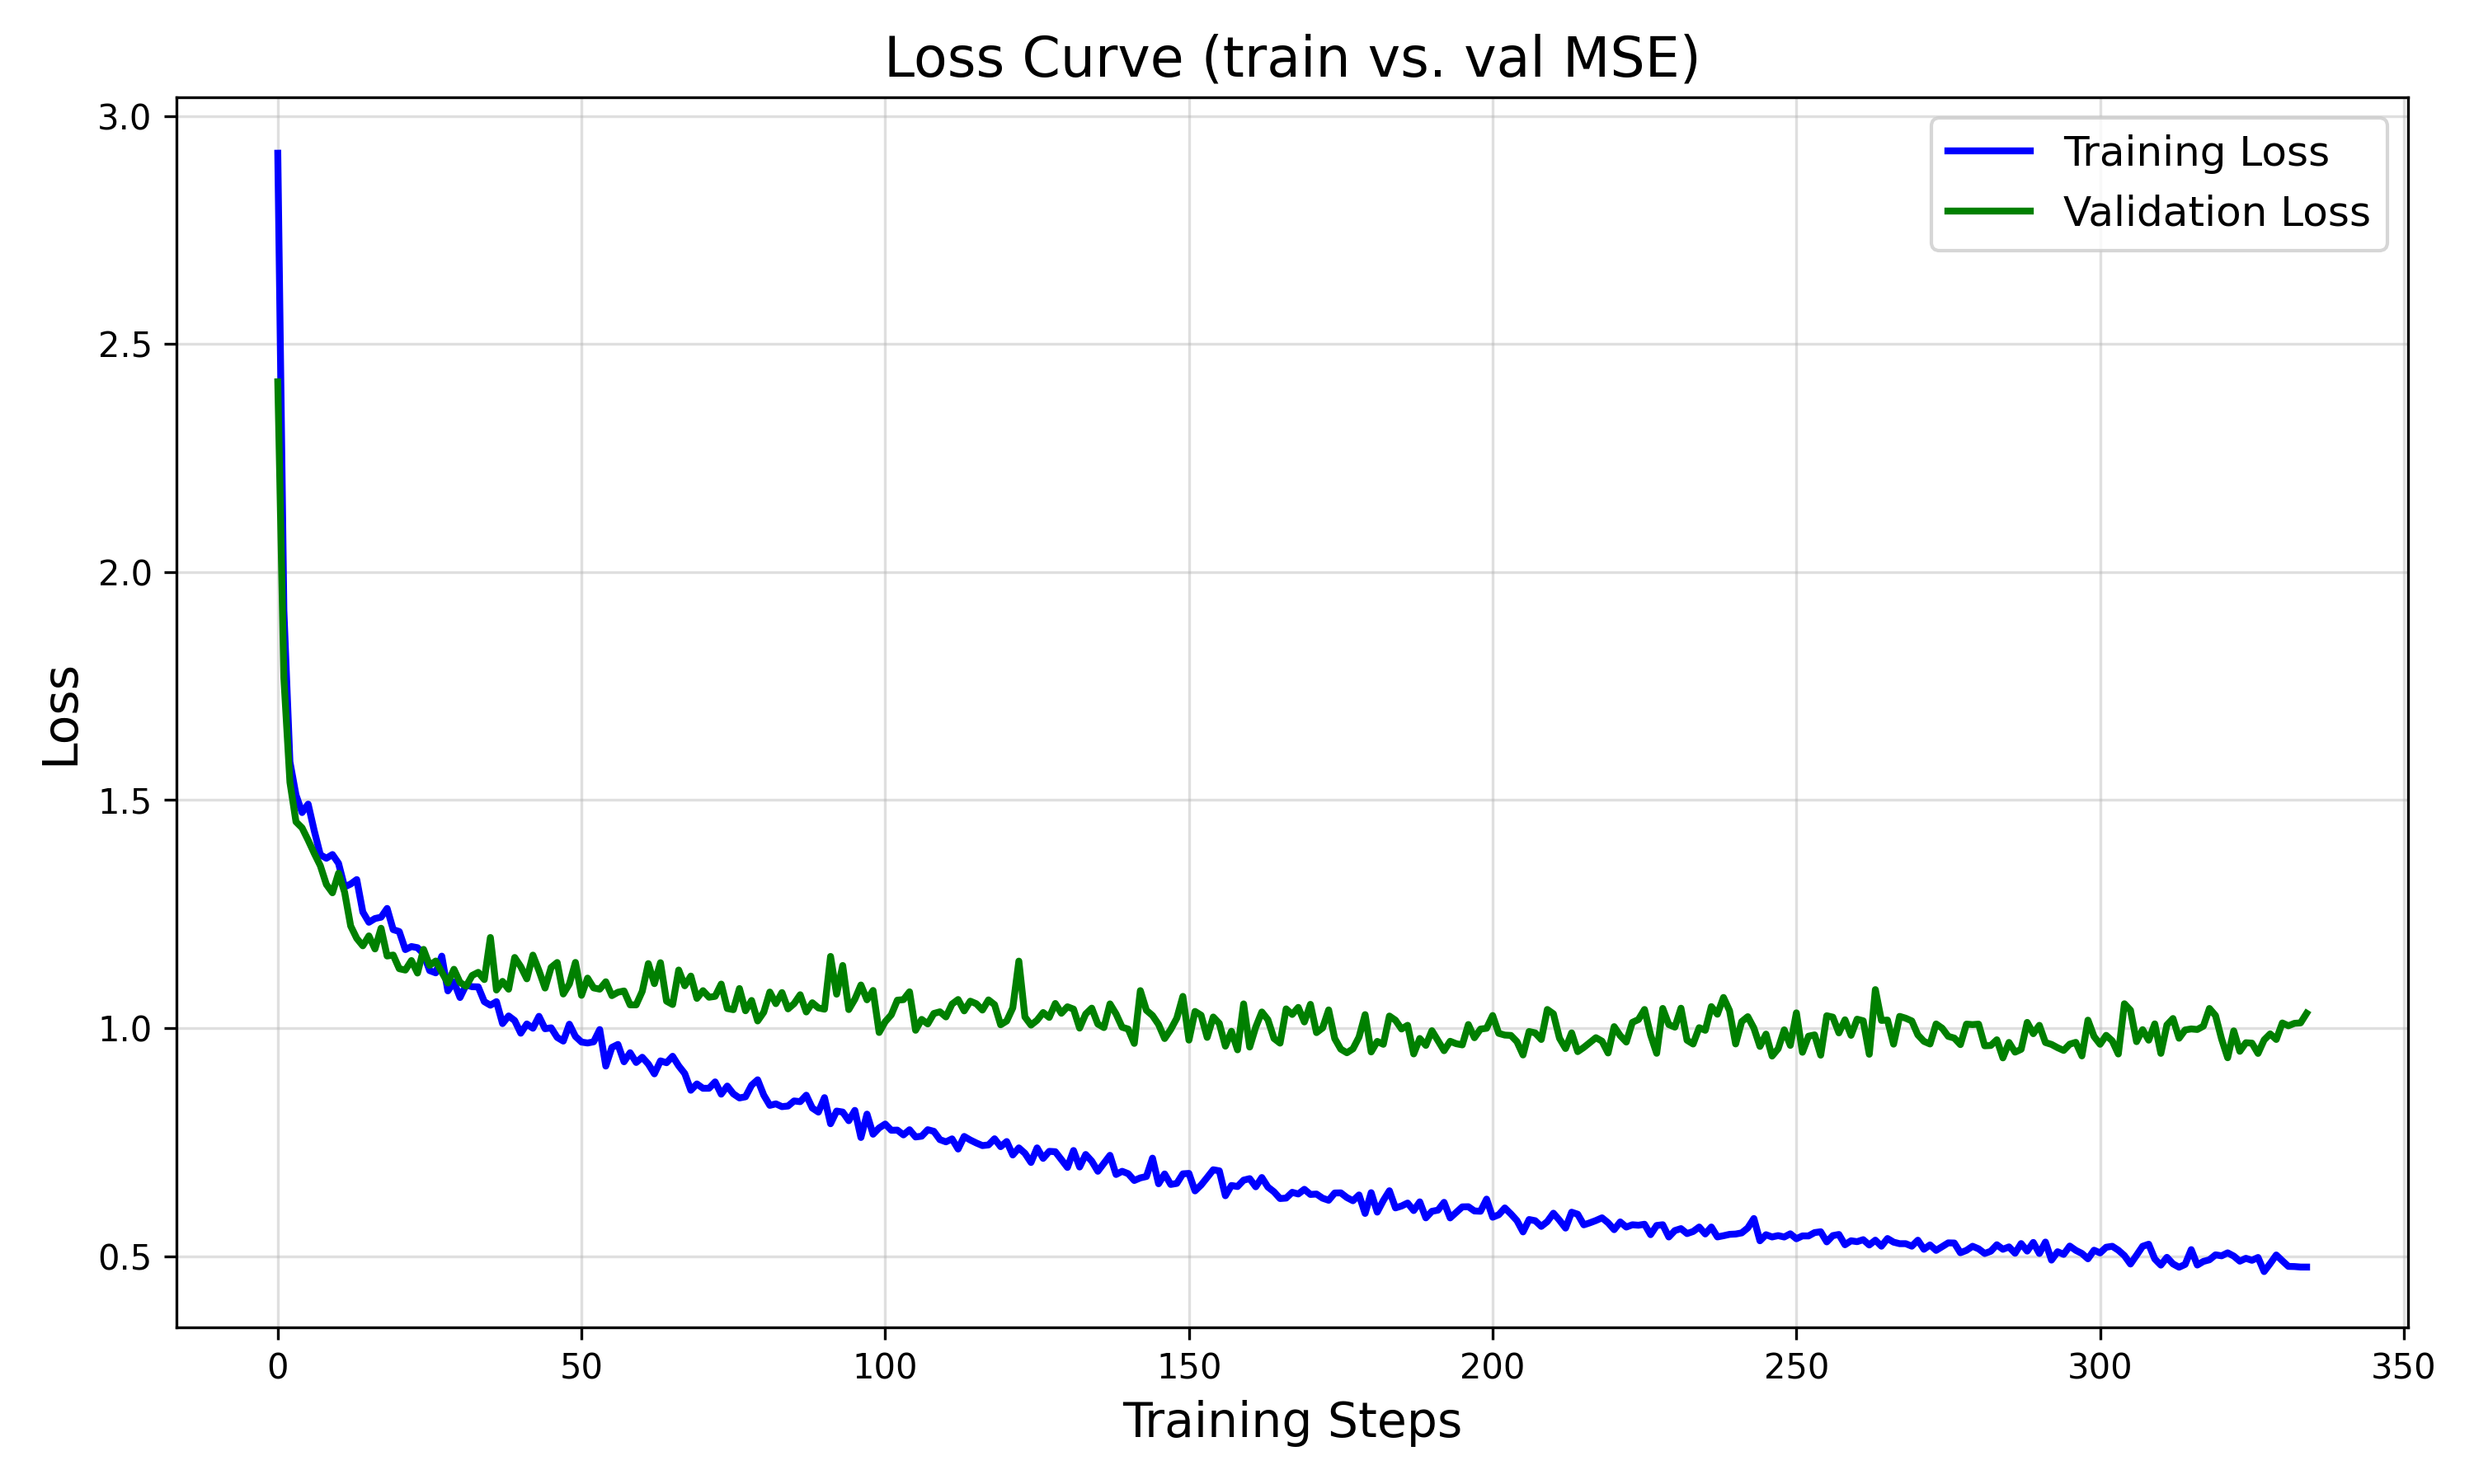 Loss Curve (train vs. val MSE)
3.0
2.5
2.0
1.5
1.0
0.5
Loss
Training Loss
Validation Loss
0 50 100 150 200 250 300 350
Training Steps